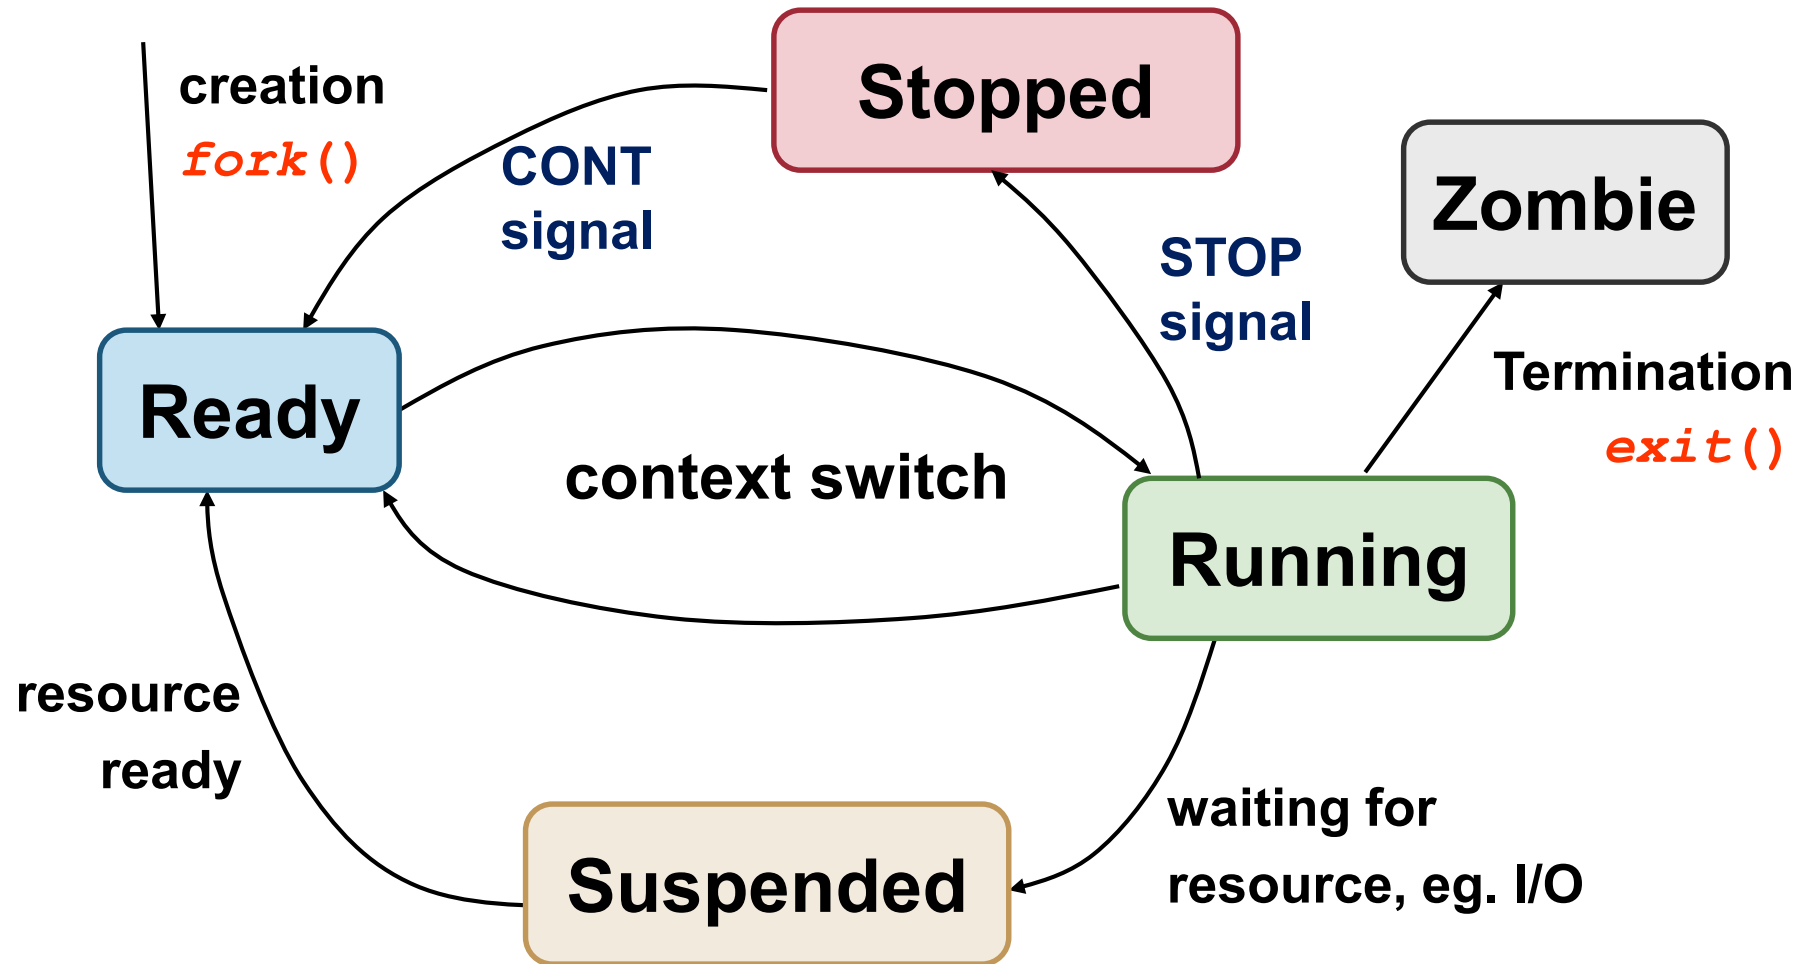 creation
fork()
Stopped
CONT
signal
Zombie
STOP
signal
Ready
Termination
exit()
context switch
Running
resource
ready
Suspended
waiting for
resource, eg. I/O